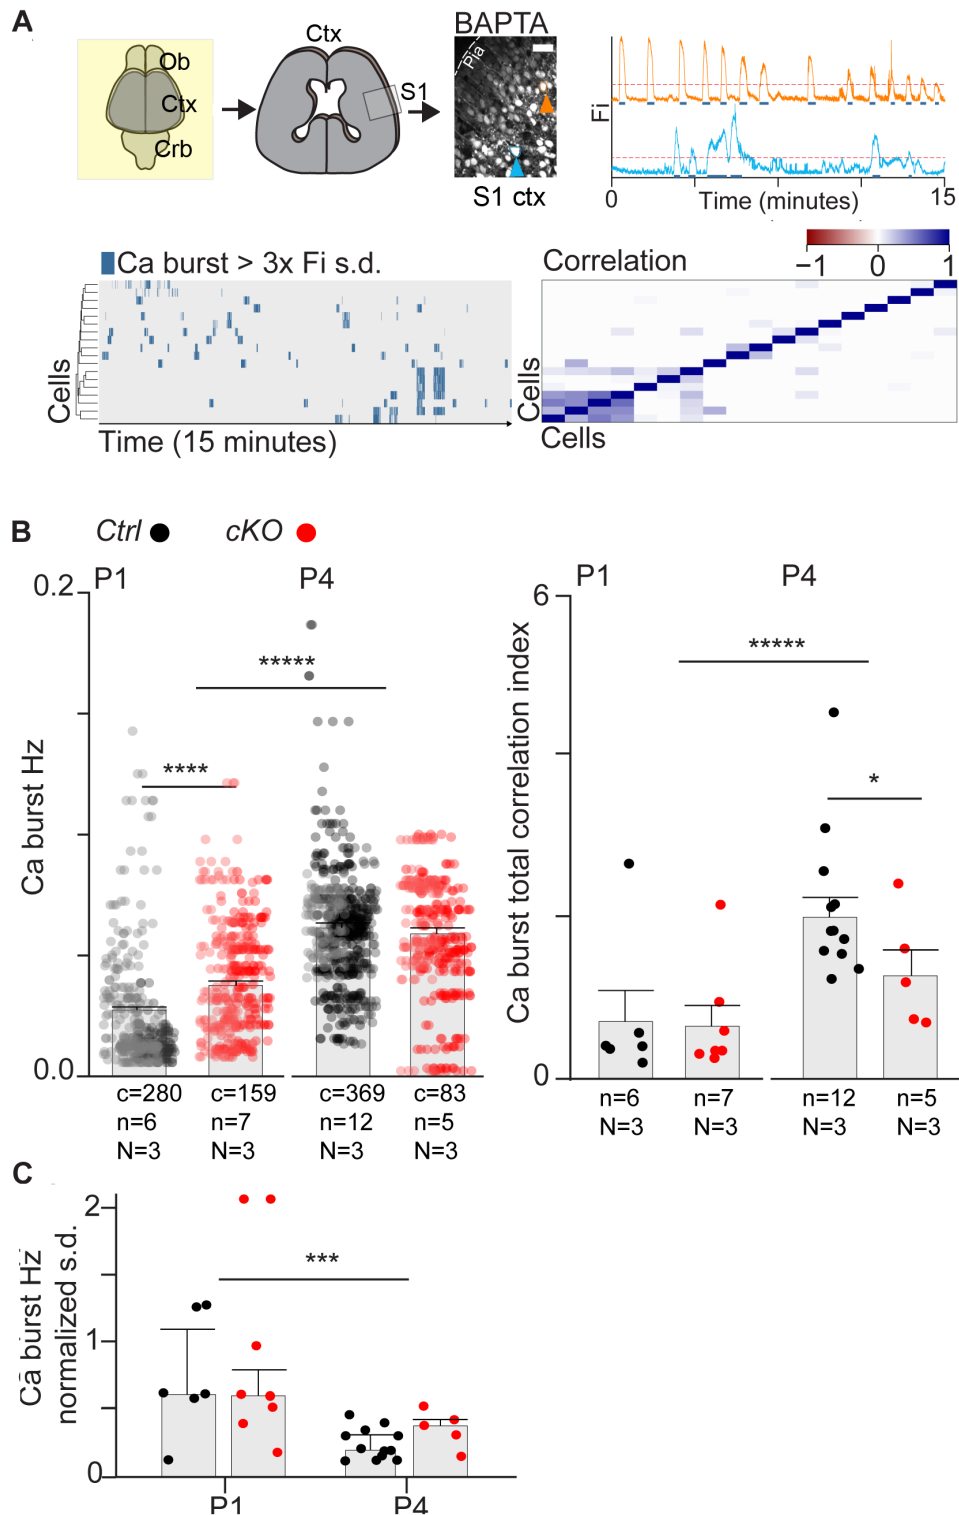 A
Ob
Ctx
Crb
Ctx
S1
BAPTA
Pia
S1 ctx
Fi
0
Time (minutes)
15
Ca burst > 3x Fi s.d.
Cells
Time (15 minutes)
Correlation
−1
0
1
Cells
Cells
B
Ctrl
cKO
P1
P4
0.2
0.0
Ca burst Hz
****
*****
c=280
n=6
N=3
c=159
n=7
N=3
c=369
n=12
N=3
c=83
n=5
N=3
P1
P4
6
0
Ca burst total correlation index
*****
*
n=6
N=3
n=7
N=3
n=12
N=3
n=5
N=3
C
Ca burst Hz
normalized s.d.
2
1
0
***
P1
P4